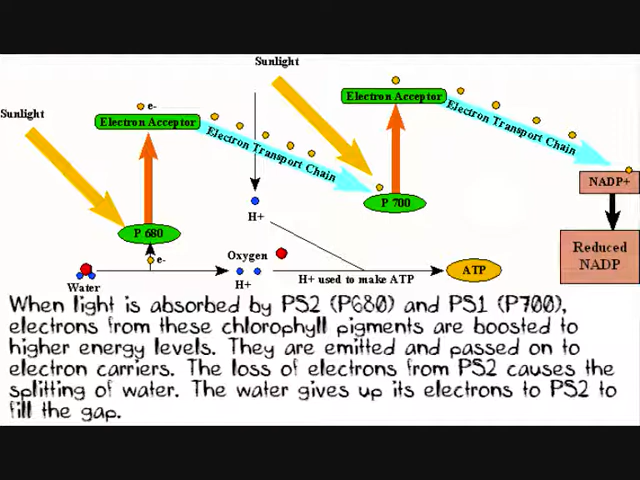 Sunlight
Sunlight
e-
Electron Acceptor
Electron Transport Chain
Electron Acceptor
Electron Transport Chain
NADP+
P 700
H+
P 680
e-
Reduced
NADP
Water
Oxygen
H+
H+ used to make ATP
ATP
When light is absorbed by PS2 (P680) and PS1 (P700),
electrons from these chlorophyll pigments are boosted to
higher energy levels. They are emitted and passed on to
electron carriers. The loss of electrons from PS2 causes the
splitting of water. The water gives up its electrons to PS2 to
fill the gap.